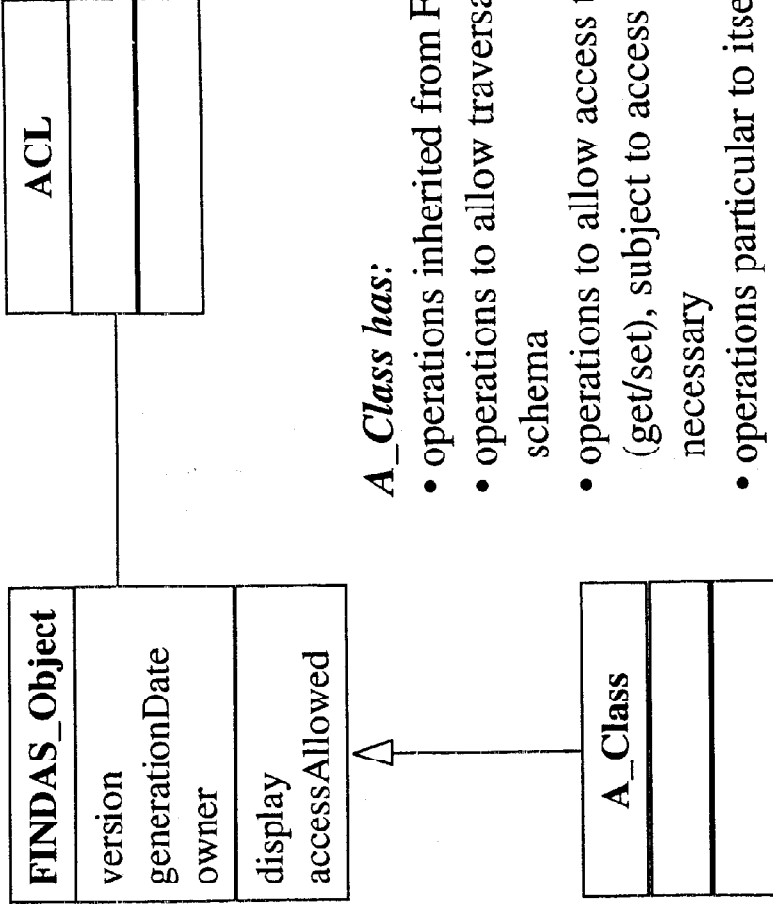 FINDAS_Object
version
generationDate
owner
display
accessAllowed
ACL
A_Class
A_Class has:
• operations inherited from F
• operations to allow traversa
schema
• operations to allow access t
(get/set), subject to access
necessary
• operations particular to itse